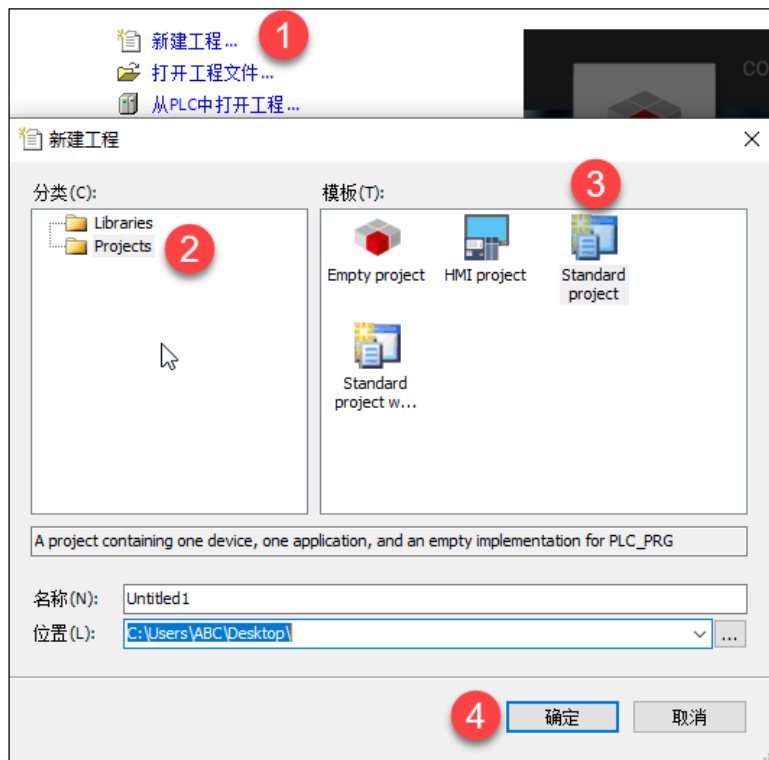 新建工程...
1
打开工程文件...
从PLC中打开工程...
CO
新建工程
分类(C):
模板(T):
3
Libraries
Projects
2
Empty project
HMI project
Standard
project
Standard
project w...
A project containing one device, one application, and an empty implementation for PLC_PRG
名称(N):
Untitled1
位置(L):
C:\Users\ABC\Desktop\
...
4
确定
取消